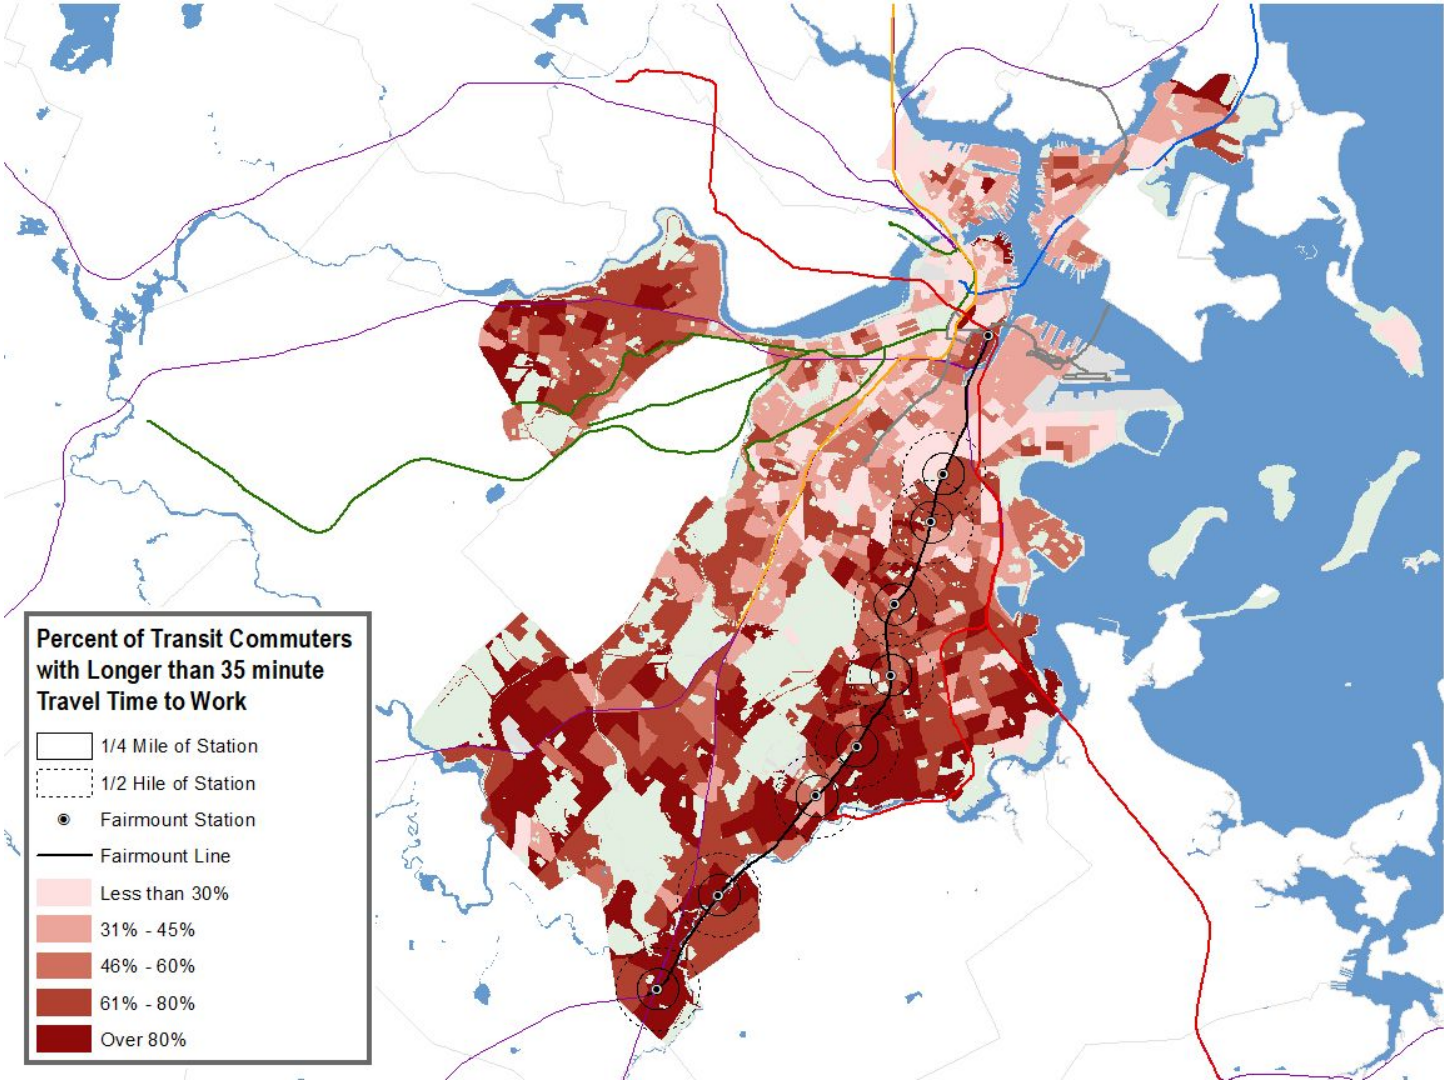 Percent of Transit Commuters
with Longer than 35 minute
Travel Time to Work
1/4 Mile of Station
1/2 Hile of Station
Fairmount Station
Fairmount Line
Less than 30%
31% - 45%
46% - 60%
61% - 80%
Over 80%